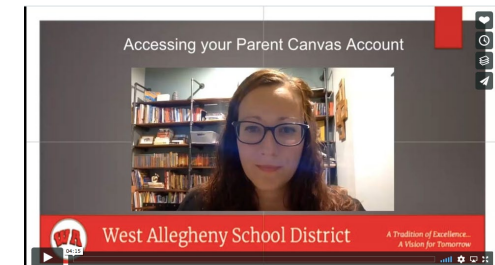 Accessing your Parent Canvas Account
WA
West Allegheny School District
A Tradition of Excellence...
A Vision for Tomorrow
04:15